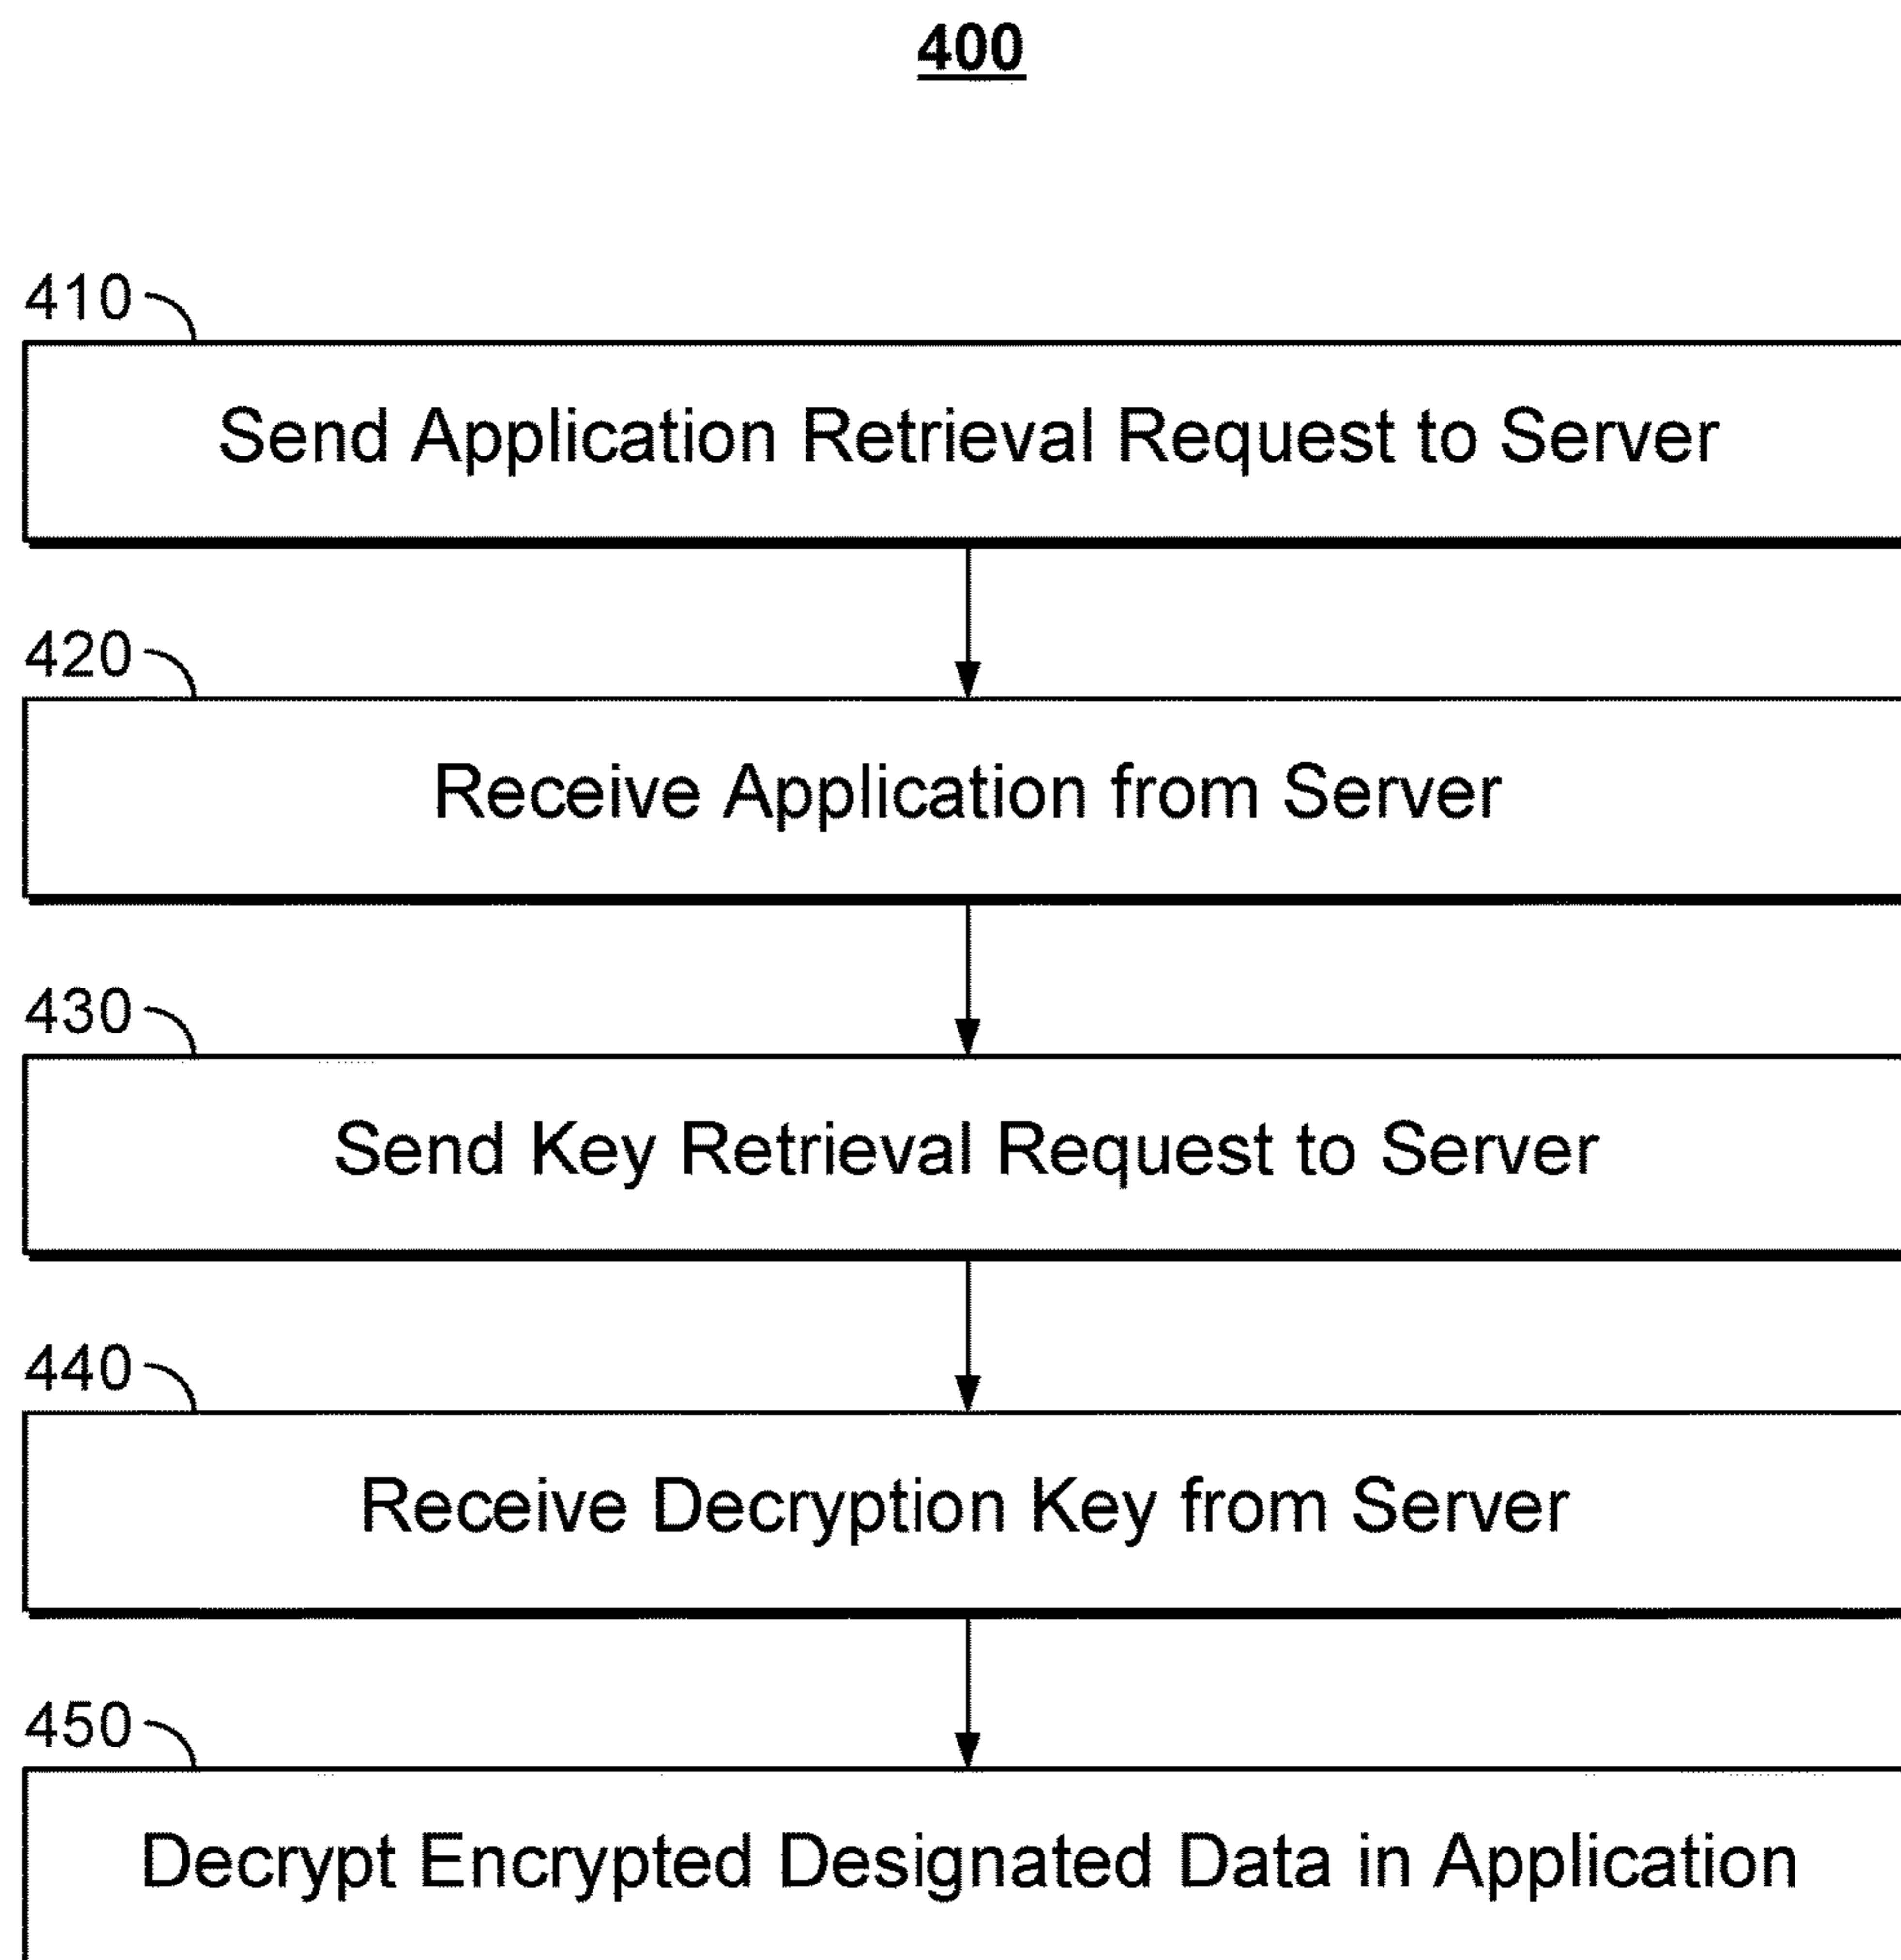 400
410
Send Application Retrieval Request to Server
420
Receive Application from Server
430
Send Key Retrieval Request to Server
440
Receive Decryption Key from Server
450
Decrypt Encrypted Designated Data in Application